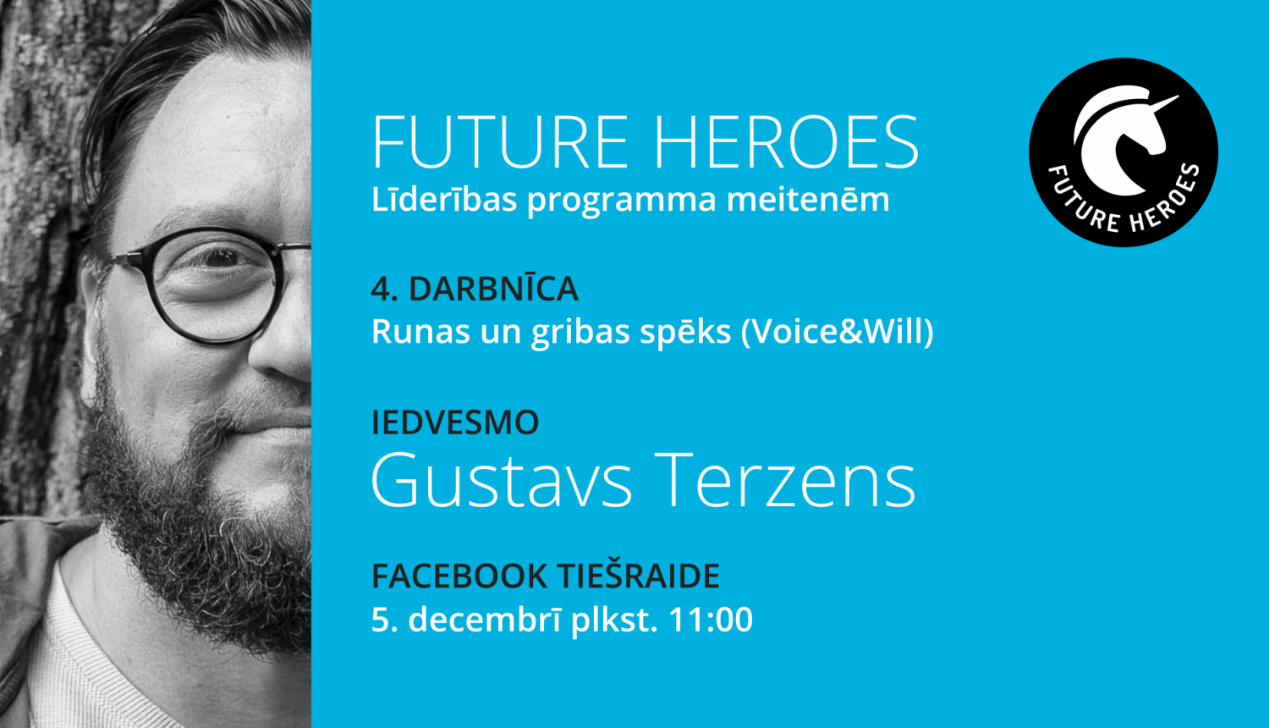 FUTURE HEROES
Līderības programma meitenēm
4. DARBNĪCA
Runas un gribas spēks (Voice&Will)
IEDVESMO
Gustavs Terzens
FACEBOOK TIEŠRAIDE
5. decembrī plkst. 11:00
FUTURE HEROES